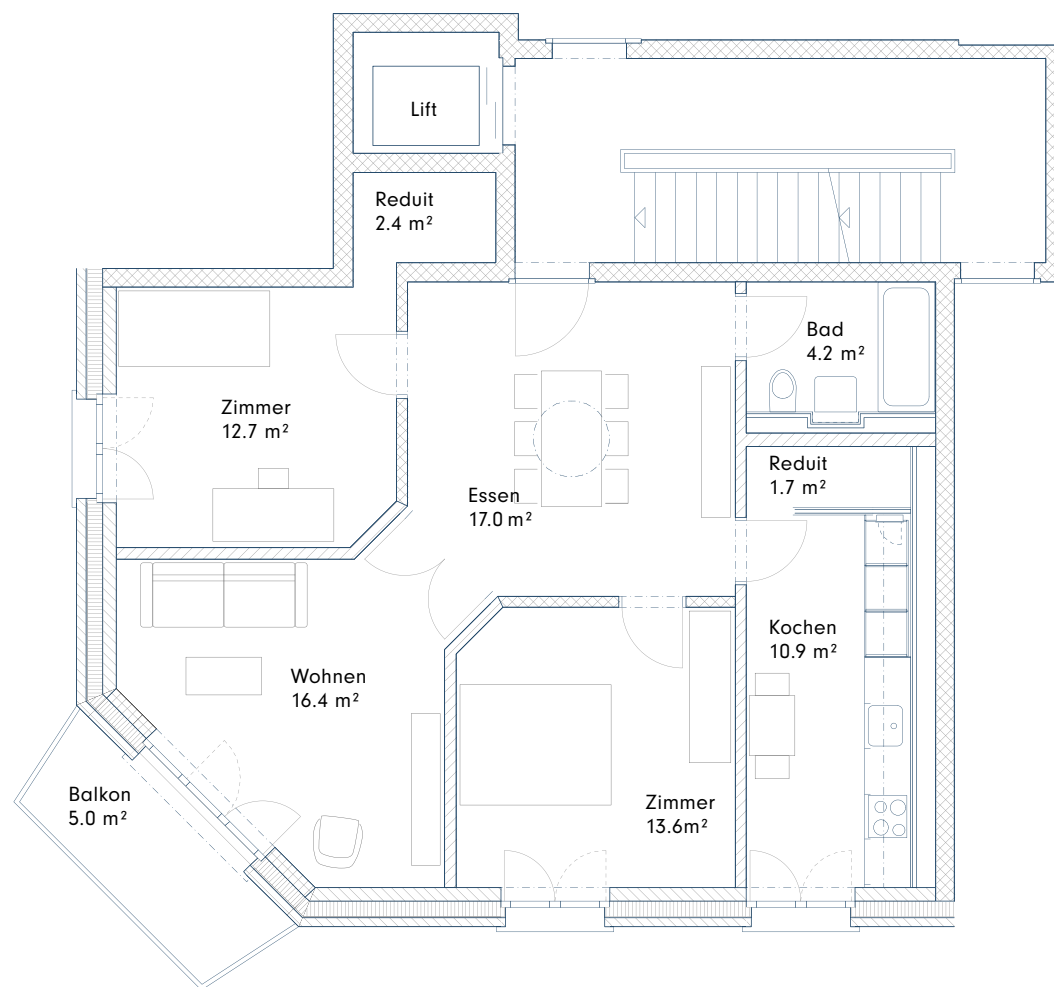 Lift
Reduit
2.4 m²
Bad
4.2 m²
Zimmer
12.7 m²
Reduit
1.7 m²
Essen
17.0 m²
Kochen
10.9 m²
Wohnen
16.4 m²
Balkon
5.0 m²
Zimmer
13.6m²